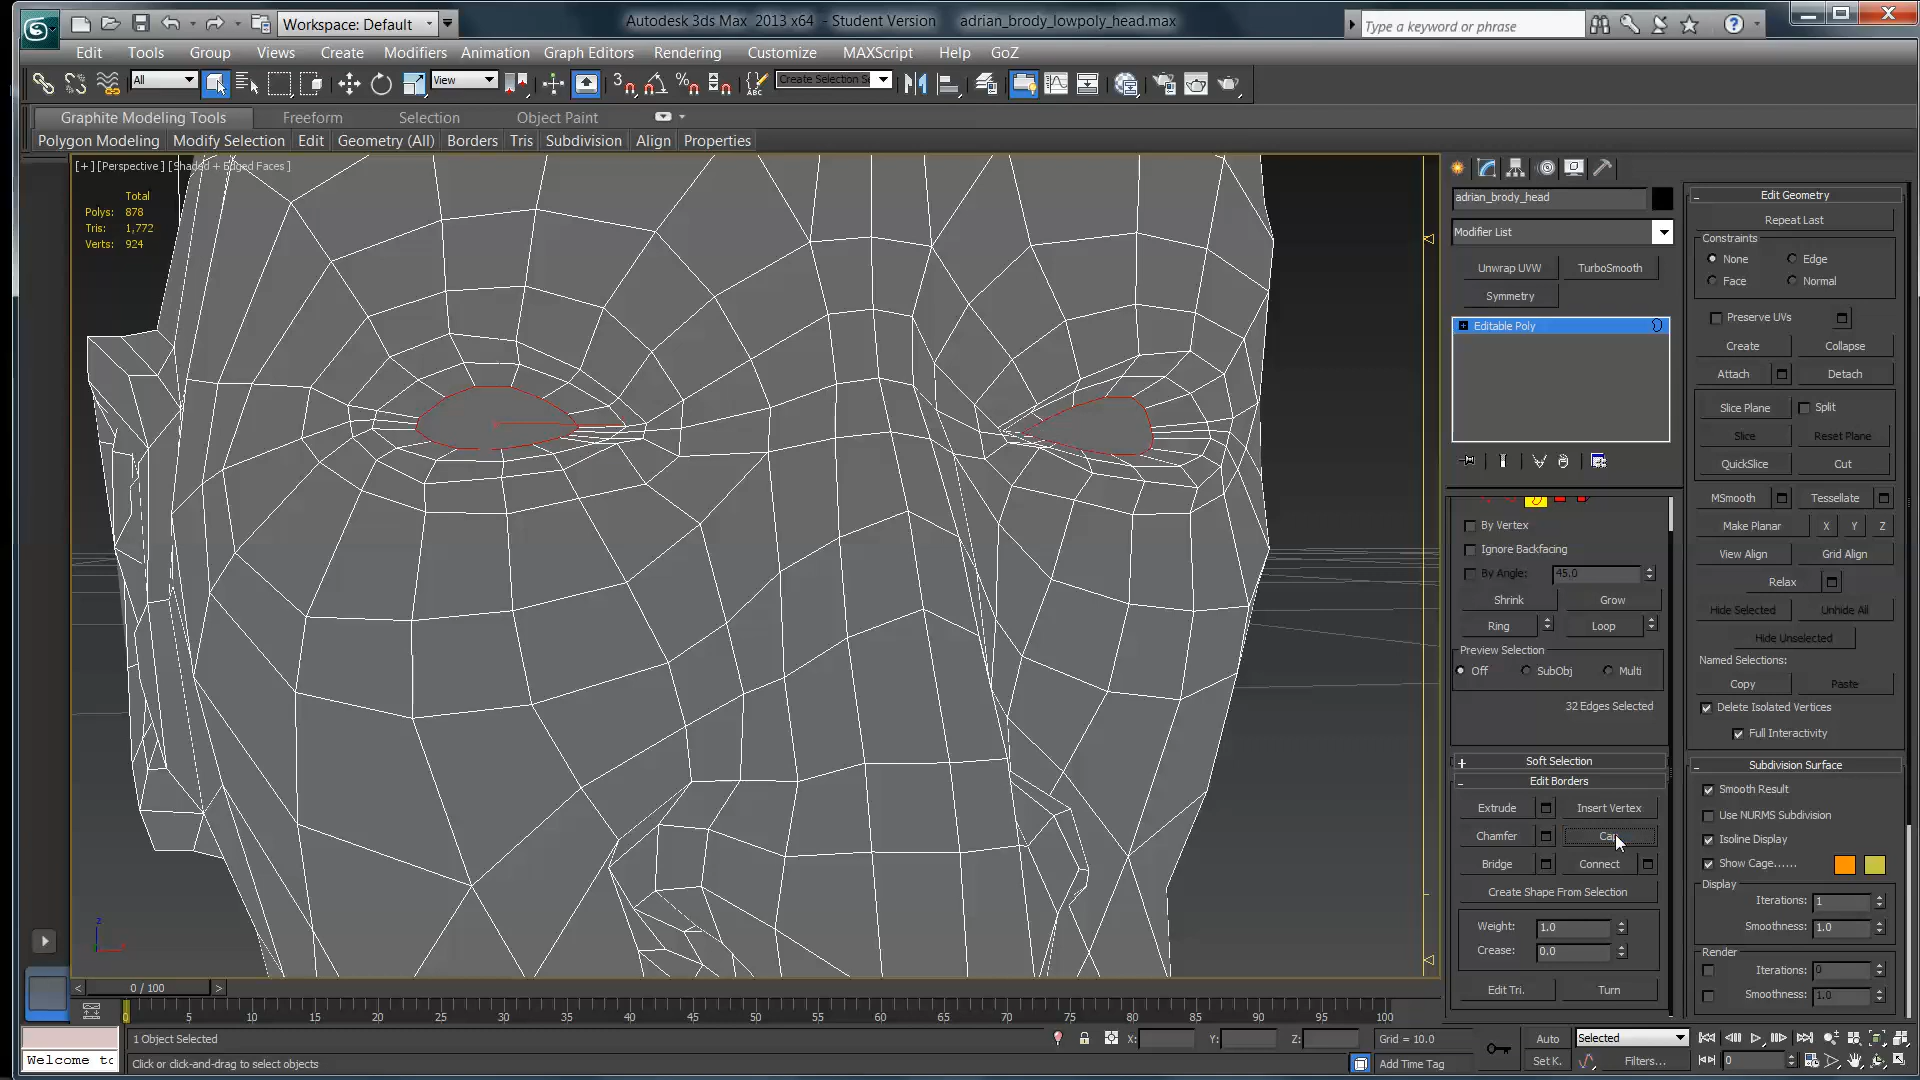 Workspace: Default
Autodesk 3ds Max 2013 x64 - Student Version adrian_brody_lowpoly_head.max
Type a keyword or phrase
Edit Tools Group Views Create Modifiers Animation Graph Editors Rendering Customize MAXScript Help GoZ
All View Create Selection Se
Graphite Modeling Tools Freeform Selection Object Paint
Polygon Modeling Modify Selection Edit Geometry (All) Borders Tris Subdivision Align Properties
[+][Perspective][Shaded + Edged Faces]
Total
Polys: 878
Tris: 1,772
Verts: 924
adrian_brody_head
Modifier List
Unwrap UVW TurboSmooth
Symmetry
Editable Poly
By Vertex
Ignore Backfacing
By Angle: 45.0
Shrink Grow
Ring Loop
Preview Selection
Off SubObj Multi
32 Edges Selected
+ Soft Selection
- Edit Borders
Extrude Insert Vertex
Chamfer
Bridge Connect
Create Shape From Selection
Weight: 1.0
Crease: 0.0
Edit Tri. Turn
- Edit Geometry
Repeat Last
Constraints
None Edge
Face Normal
Preserve UVs
Create Collapse
Attach Detach
Slice Plane Split
Slice Reset Plane
QuickSlice Cut
MSmooth Tessellate
Make Planar X Y Z
View Align Grid Align
Relax
Hide Selected Unhide All
Hide Unselected
Named Selections:
Copy Paste
Delete Isolated Vertices
Full Interactivity
- Subdivision Surface
Smooth Result
Use NURMS Subdivision
Isoline Display
Show Cage......
Display
Iterations: 1
Smoothness: 1.0
Render
Iterations: 0
Smoothness: 1.0
< 0 / 100 >
0 5 10 15 20 25 30 35 40 45 50 55 60 65 70 75 80 85 90 95 100
1 Object Selected X: Y: Z: Grid = 10.0 Auto Selected
Welcome to Click or click-and-drag to select objects Add Time Tag Set K. Filters... 0